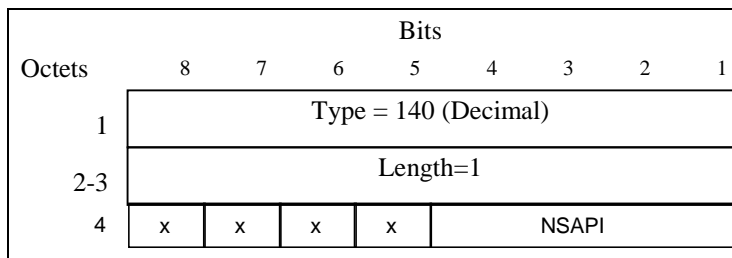 Bits
Octets 8 7 6 5 4 3 2 1
1 Type = 140 (Decimal)
2-3 Length=1
4 x x x x NSAPI